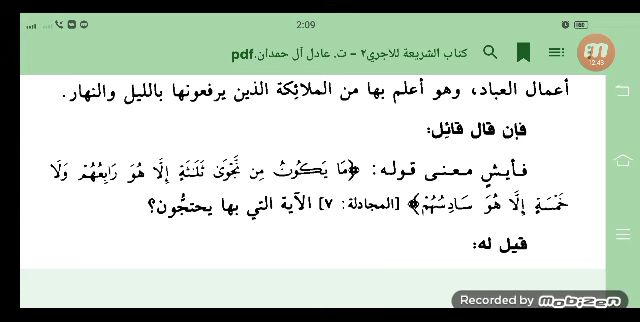 2:09
كتاب الشريعة للاجري٢ - ت. عادل آل حمدان.pdf
12:43
أعمال العباد، وهو أعلم بها من الملائكة الذين يرفعونها بالليل والنهار.
فإن قال قائل:
فأيشٍ معنى قوله: ﴿مَا يَكُونُ مِن نَّجْوَىٰ ثَلَٰثَةٍ إِلَّا هُوَ رَابِعُهُمْ وَلَا
خَمْسَةٍ إِلَّا هُوَ سَادِسُهُمْ﴾ [المجادلة: ٧] الآية التي بها يحتجُّون؟
قيل له:
Recorded by mobizen